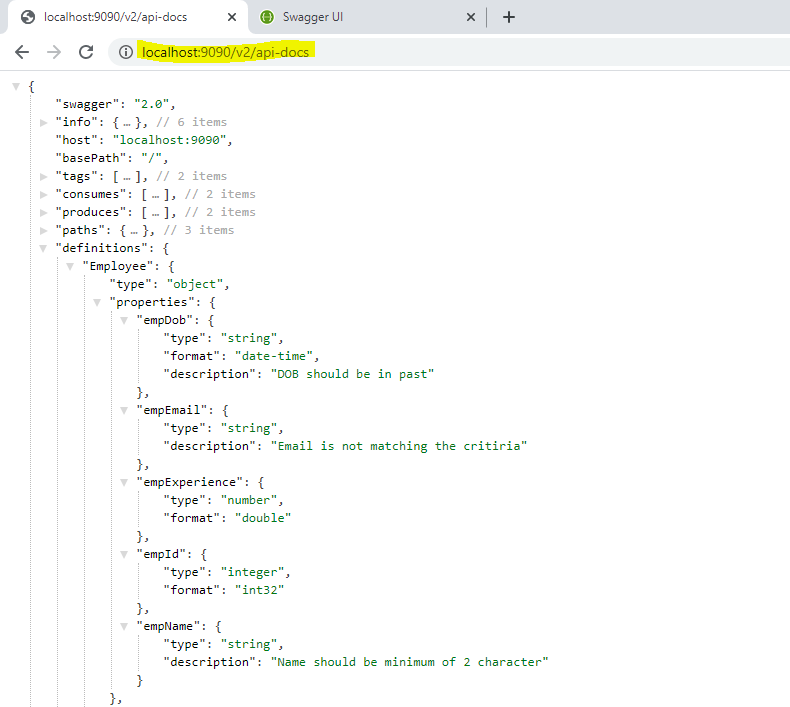 localhost:9090/v2/api-docs
Swagger UI
localhost:9090/v2/api-docs
{
"swagger": "2.0",
"info": { … }, // 6 items
"host": "localhost:9090",
"basePath": "/",
"tags": [ … ], // 2 items
"consumes": [ … ], // 2 items
"produces": [ … ], // 2 items
"paths": { … }, // 3 items
"definitions": {
"Employee": {
"type": "object",
"properties": {
"empDob": {
"type": "string",
"format": "date-time",
"description": "DOB should be in past"
},
"empEmail": {
"type": "string",
"description": "Email is not matching the critiria"
},
"empExperience": {
"type": "number",
"format": "double"
},
"empId": {
"type": "integer",
"format": "int32"
},
"empName": {
"type": "string",
"description": "Name should be minimum of 2 character"
}
},